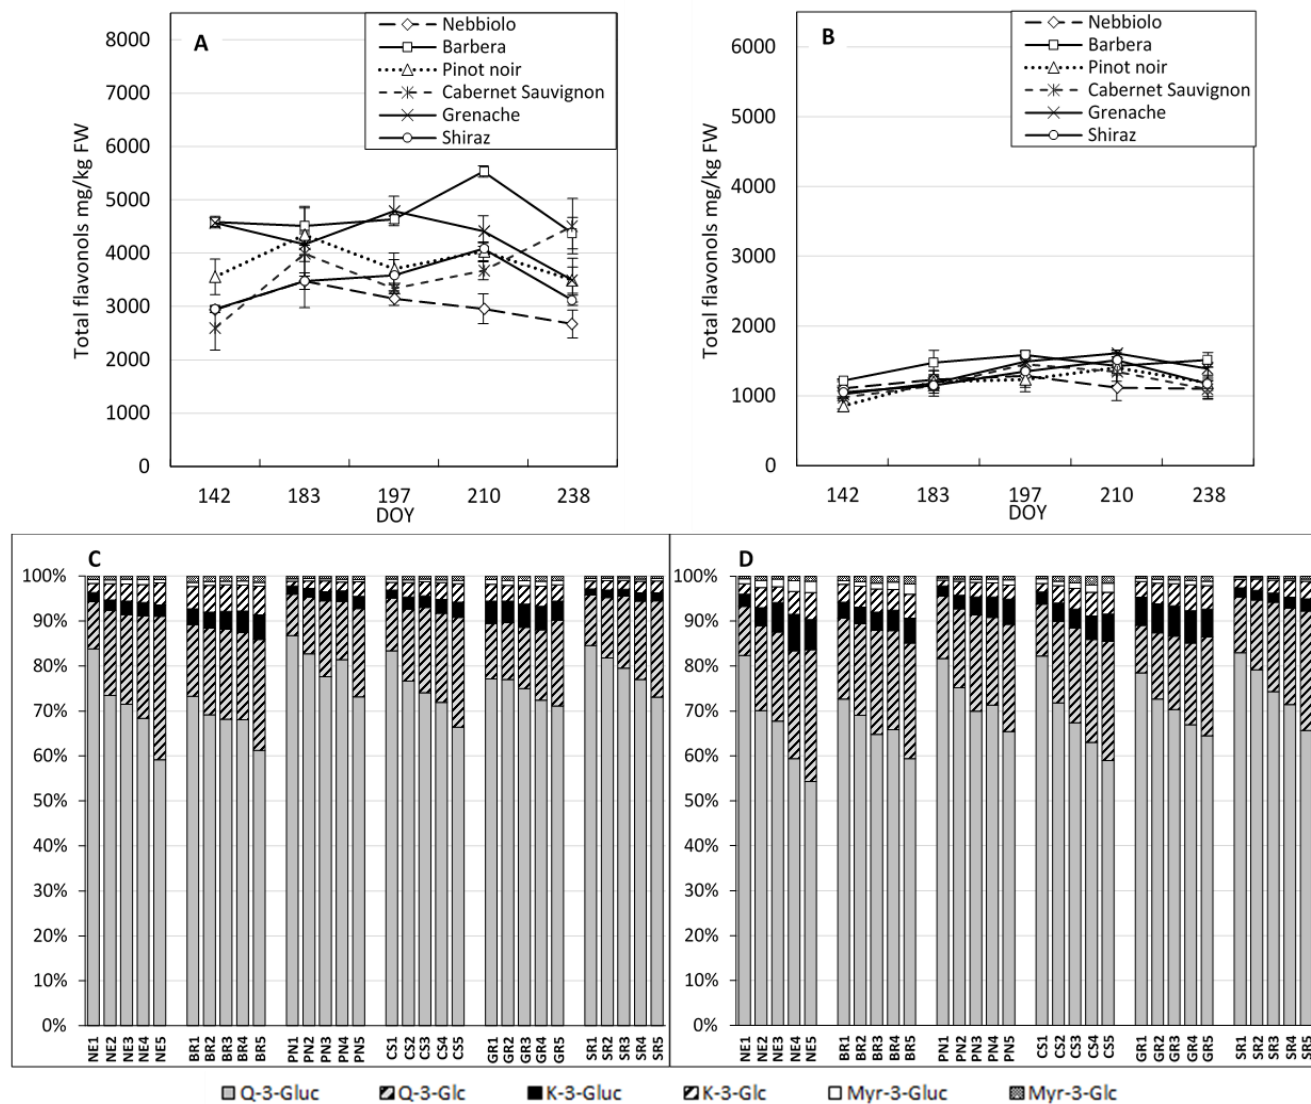 A
Nebbiolo
Barbera
Pinot noir
Cabernet Sauvignon
Grenache
Shiraz
Total flavonols mg/kg FW
8000
7000
6000
5000
4000
3000
2000
1000
0
142 183 197 210 238
DOY
B
Nebbiolo
Barbera
Pinot noir
Cabernet Sauvignon
Grenache
Shiraz
Total flavonols mg/kg FW
6000
5000
4000
3000
2000
1000
0
142 183 197 210 238
DOY
C
100%
90%
80%
70%
60%
50%
40%
30%
20%
10%
0%
NE1 NE2 NE3 NE4 NE5 BR1 BR2 BR3 BR4 BR5 PN1 PN2 PN3 PN4 PN5 CS1 CS2 CS3 CS4 CS5 GR1 GR2 GR3 GR4 GR5 SR1 SR2 SR3 SR4 SR5
D
100%
90%
80%
70%
60%
50%
40%
30%
20%
10%
0%
NE1 NE2 NE3 NE4 NE5 BR1 BR2 BR3 BR4 BR5 PN1 PN2 PN3 PN4 PN5 CS1 CS2 CS3 CS4 CS5 GR1 GR2 GR3 GR4 GR5 SR1 SR2 SR3 SR4 SR5
Q-3-Gluc Q-3-Glc K-3-Gluc K-3-Glc Myr-3-Gluc Myr-3-Glc